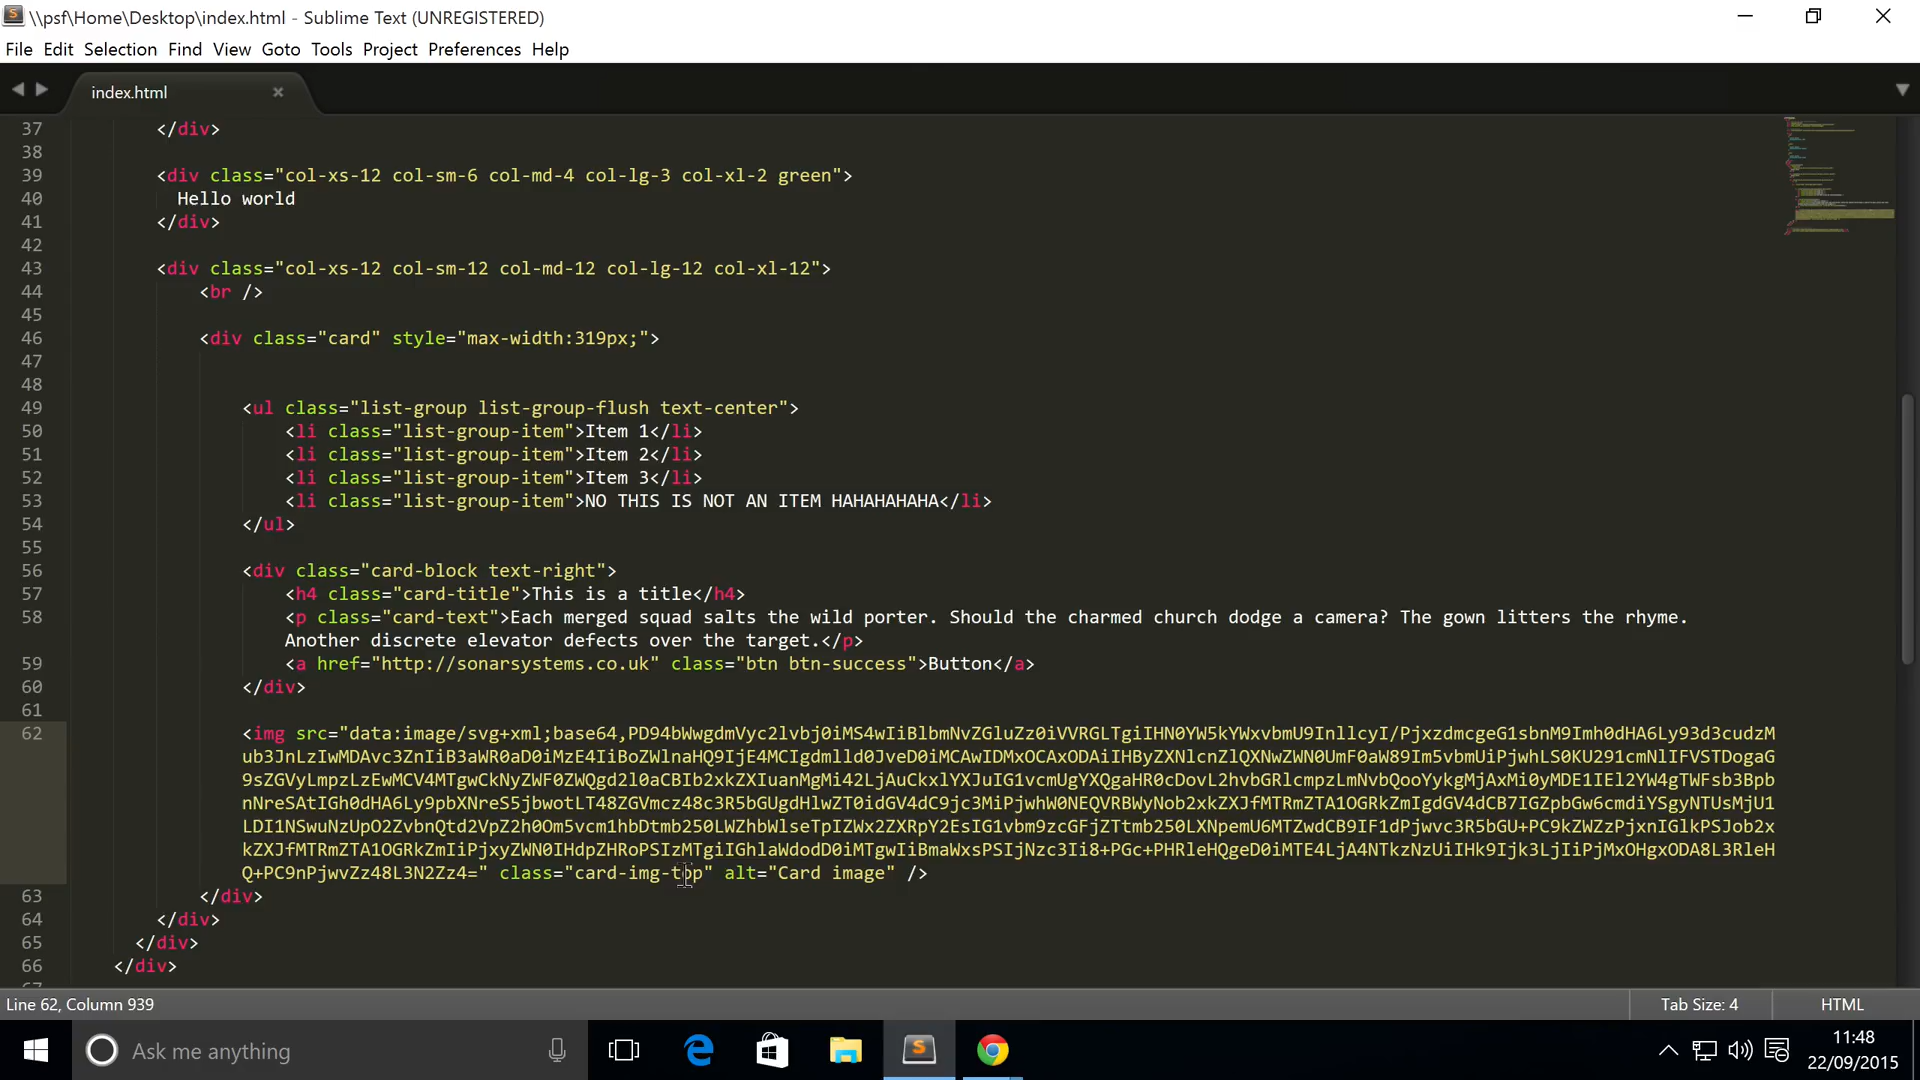 \\psf\Home\Desktop\index.html - Sublime Text (UNREGISTERED)
File Edit Selection Find View Goto Tools Project Preferences Help
index.html
37 </div>
38
39 <div class="col-xs-12 col-sm-6 col-md-4 col-lg-3 col-xl-2 green">
40 Hello world
41 </div>
42
43 <div class="col-xs-12 col-sm-12 col-md-12 col-lg-12 col-xl-12">
44 <br />
45
46 <div class="card" style="max-width:319px;">
47
48
49 <ul class="list-group list-group-flush text-center">
50 <li class="list-group-item">Item 1</li>
51 <li class="list-group-item">Item 2</li>
52 <li class="list-group-item">Item 3</li>
53 <li class="list-group-item">NO THIS IS NOT AN ITEM HAHAHAHAHA</li>
54 </ul>
55
56 <div class="card-block text-right">
57 <h4 class="card-title">This is a title</h4>
58 <p class="card-text">Each merged squad salts the wild porter. Should the charmed church dodge a camera? The gown litters the rhyme.
Another discrete elevator defects over the target.</p>
59 <a href="http://sonarsystems.co.uk" class="btn btn-success">Button</a>
60 </div>
61
62 <img src="data:image/svg+xml;base64,
class="card-img-top" alt="Card image" />
63 </div>
64 </div>
65 </div>
66 </div>
Line 62, Column 939
Tab Size: 4
HTML
Ask me anything
11:48
22/09/2015